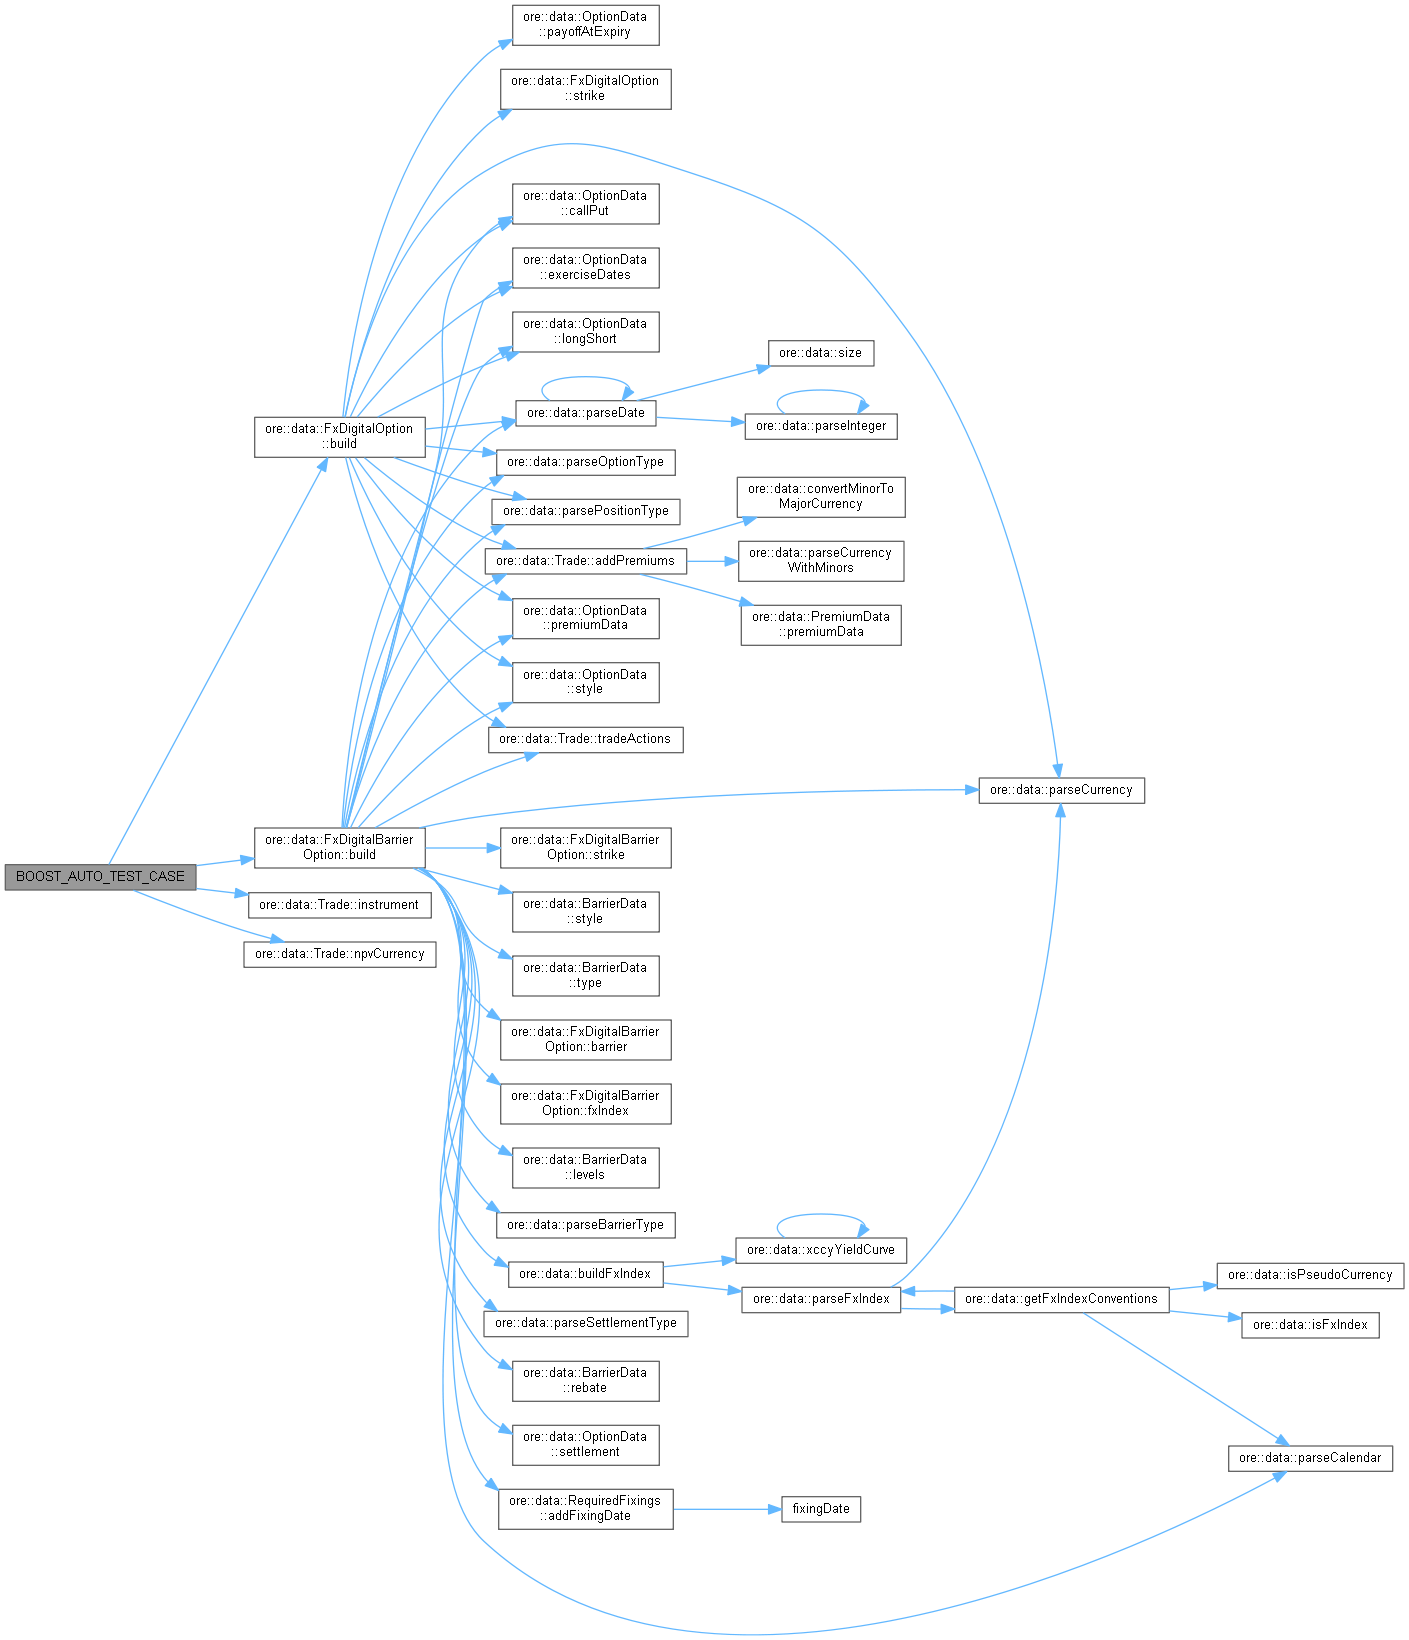 ore::data::OptionData
::payoffAtExpiry
ore::data::FxDigitalOption
::strike
ore::data::OptionData
::callPut
ore::data::OptionData
::exerciseDates
ore::data::OptionData
::longShort
ore::data::size
ore::data::parseDate
ore::data::parseInteger
ore::data::FxDigitalOption
::build
ore::data::parseOptionType
ore::data::convertMinorTo
MajorCurrency
ore::data::parsePositionType
ore::data::parseCurrency
WithMinors
ore::data::Trade::addPremiums
ore::data::PremiumData
::premiumData
ore::data::OptionData
::premiumData
ore::data::OptionData
::style
ore::data::Trade::tradeActions
ore::data::parseCurrency
ore::data::FxDigitalBarrier
Option::build
ore::data::FxDigitalBarrier
Option::strike
BOOST_AUTO_TEST_CASE
ore::data::Trade::instrument
ore::data::BarrierData
::style
ore::data::Trade::npvCurrency
ore::data::BarrierData
::type
ore::data::FxDigitalBarrier
Option::barrier
ore::data::FxDigitalBarrier
Option::fxIndex
ore::data::BarrierData
::levels
ore::data::parseBarrierType
ore::data::xccyYieldCurve
ore::data::buildFxIndex
ore::data::isPseudoCurrency
ore::data::parseFxIndex
ore::data::getFxIndexConventions
ore::data::parseSettlementType
ore::data::isFxIndex
ore::data::BarrierData
::rebate
ore::data::OptionData
::settlement
ore::data::parseCalendar
ore::data::RequiredFixings
::addFixingDate
fixingDate